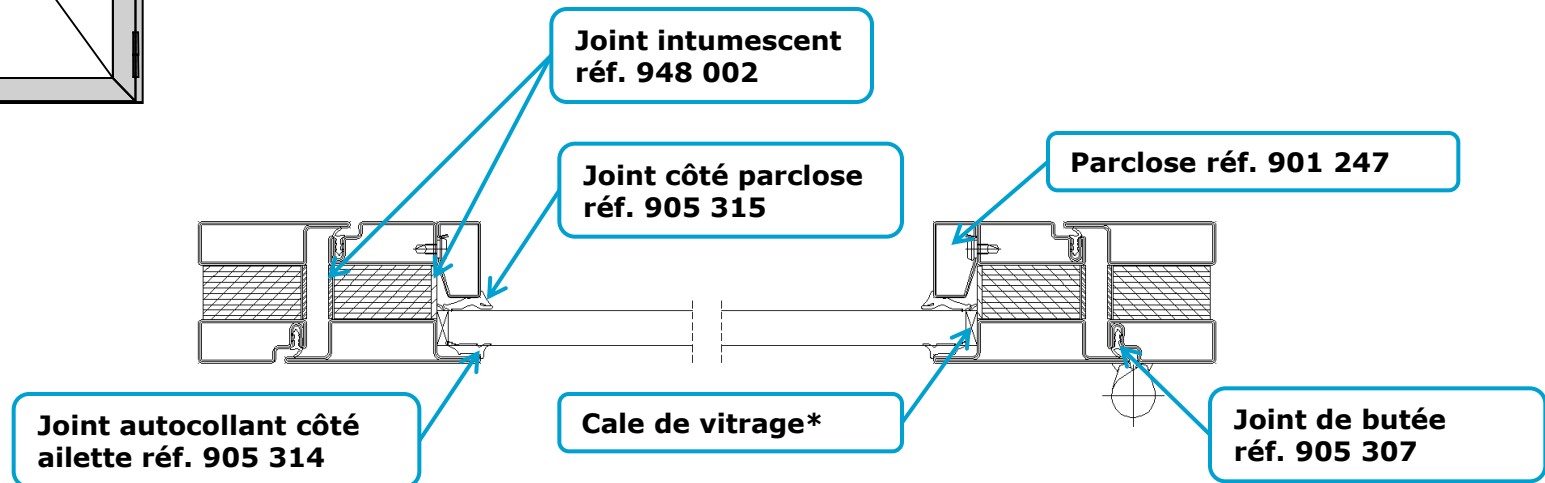 Joint intumescent
réf. 948 002
Joint côté parclose
réf. 905 315
Parclose réf. 901 247
Joint autocollant côté
ailette réf. 905 314
Cale de vitrage*
Joint de butée
réf. 905 307